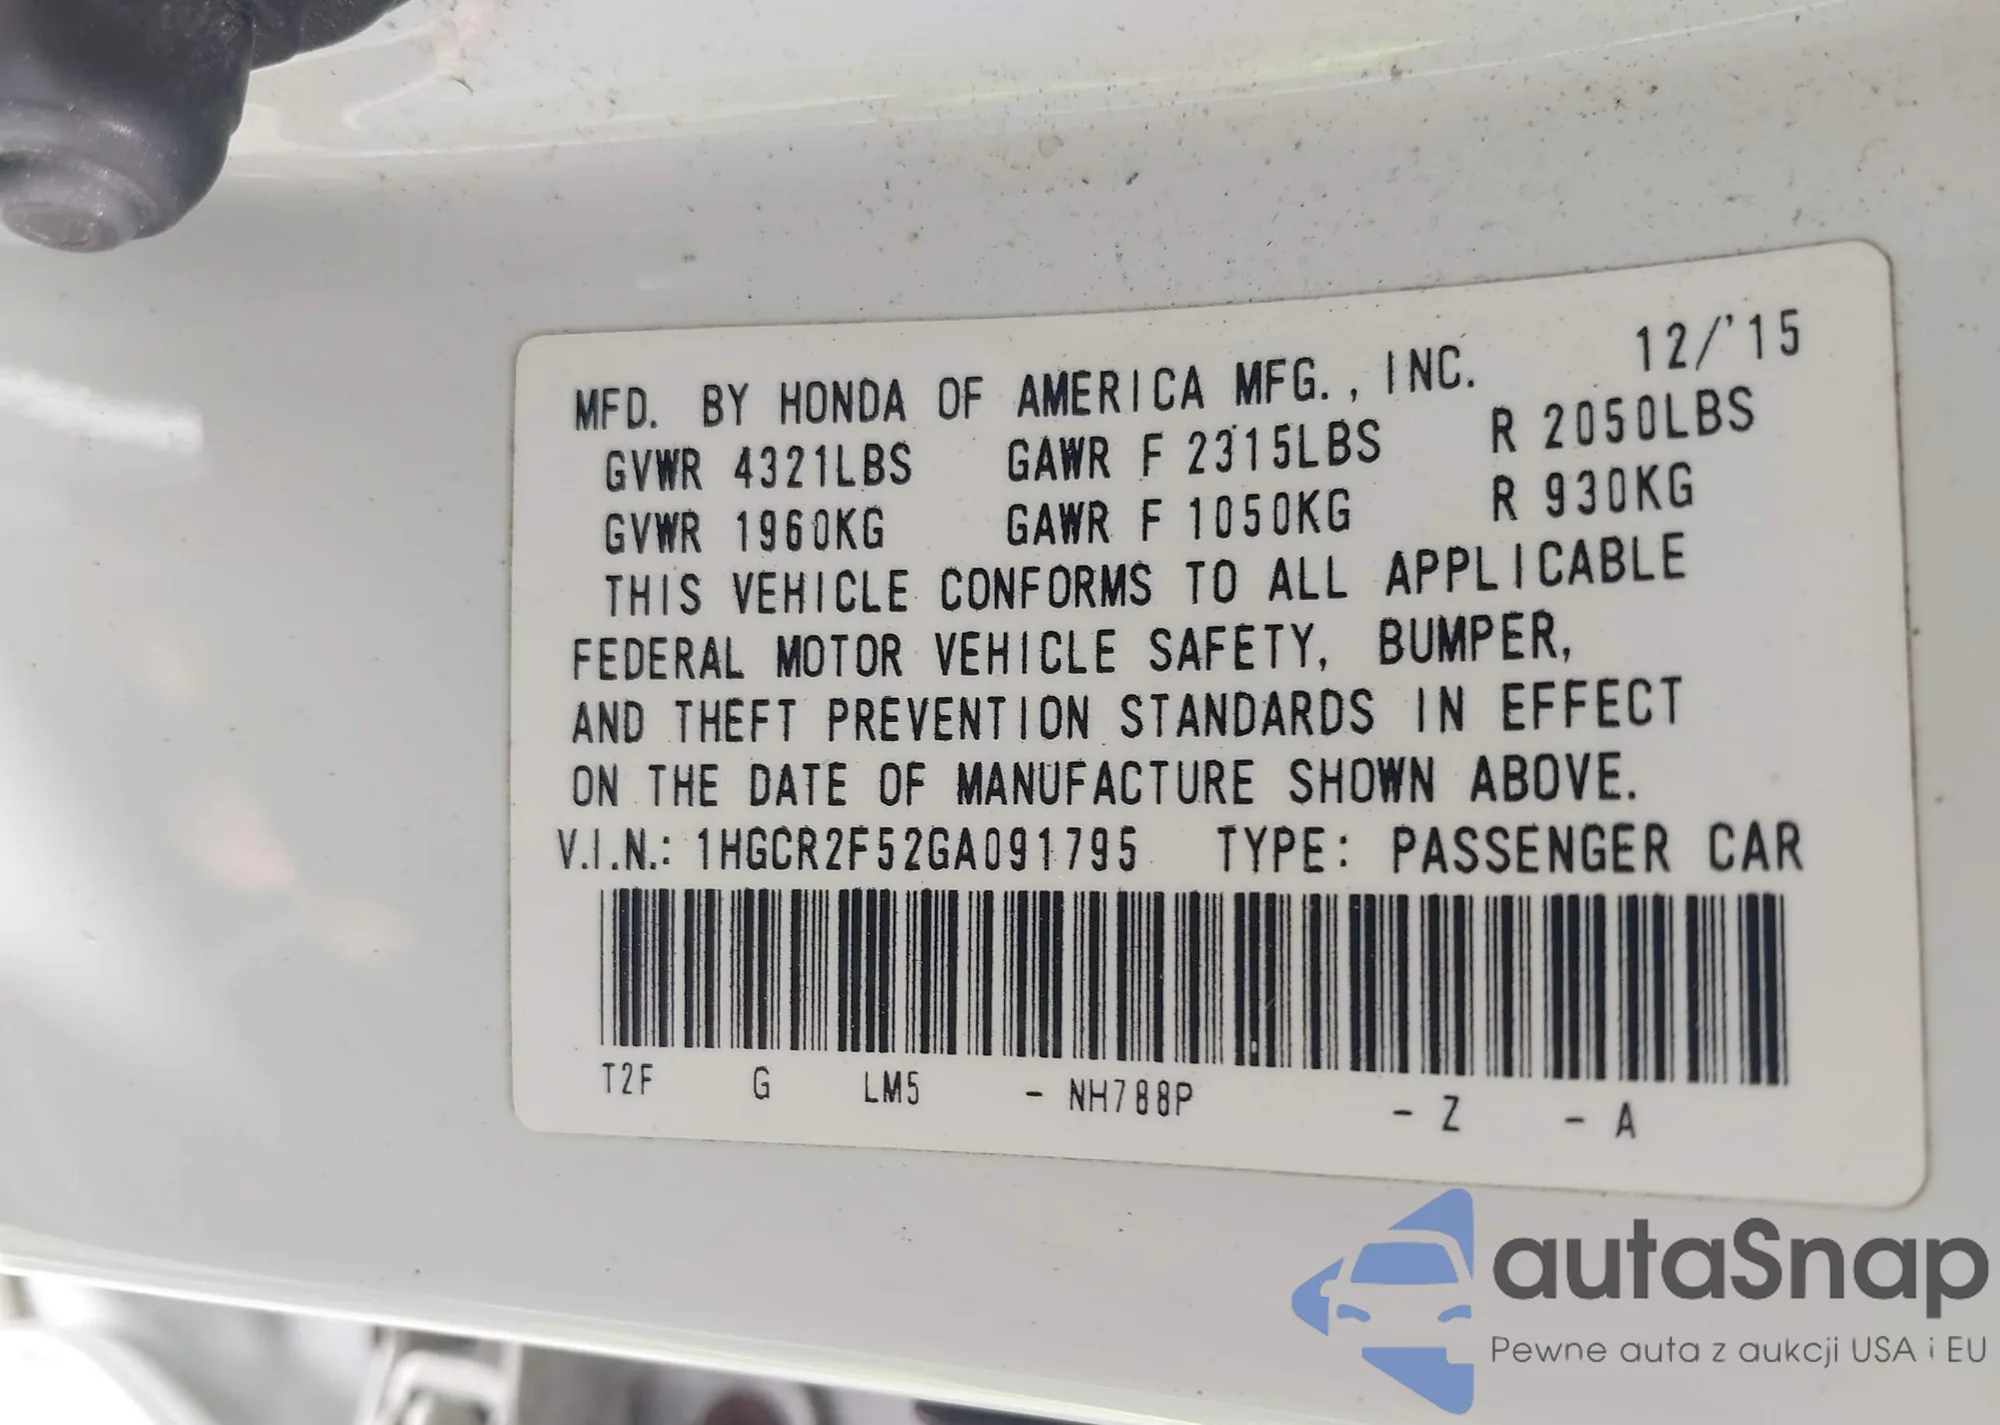 MFD. BY HONDA OF AMERICA MFG., INC. 12/'15
GVWR 4321LBS GAWR F 2315LBS R 2050LBS
GVWR 1960KG GAWR F 1050KG R 930KG
THIS VEHICLE CONFORMS TO ALL APPLICABLE
FEDERAL MOTOR VEHICLE SAFETY, BUMPER,
AND THEFT PREVENTION STANDARDS IN EFFECT
ON THE DATE OF MANUFACTURE SHOWN ABOVE.
V.I.N.: 1HGCR2F52GA091795 TYPE: PASSENGER CAR
T2F G LM5 - NH788P - Z - A
autaSnap
Pewne auta z aukcji USA i EU